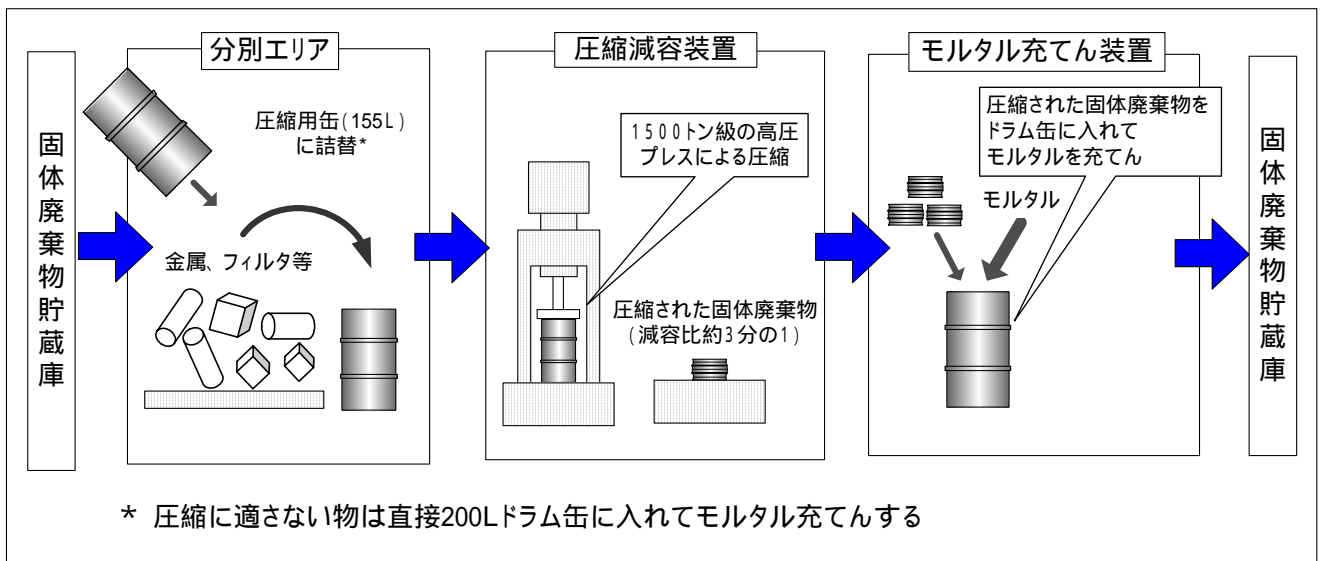 固体廃棄物貯蔵庫
分別エリア
圧縮用缶(155L)
に詰替*
金属、フィルタ等
圧縮減容装置
1500トン級の高圧
プレスによる圧縮
圧縮された固体廃棄物
(減容比約3分の1)
モルタル充てん装置
圧縮された固体廃棄物を
ドラム缶に入れて
モルタルを充てん
モルタル
固体廃棄物貯蔵庫
* 圧縮に適さない物は直接200Lドラム缶に入れてモルタル充てんする